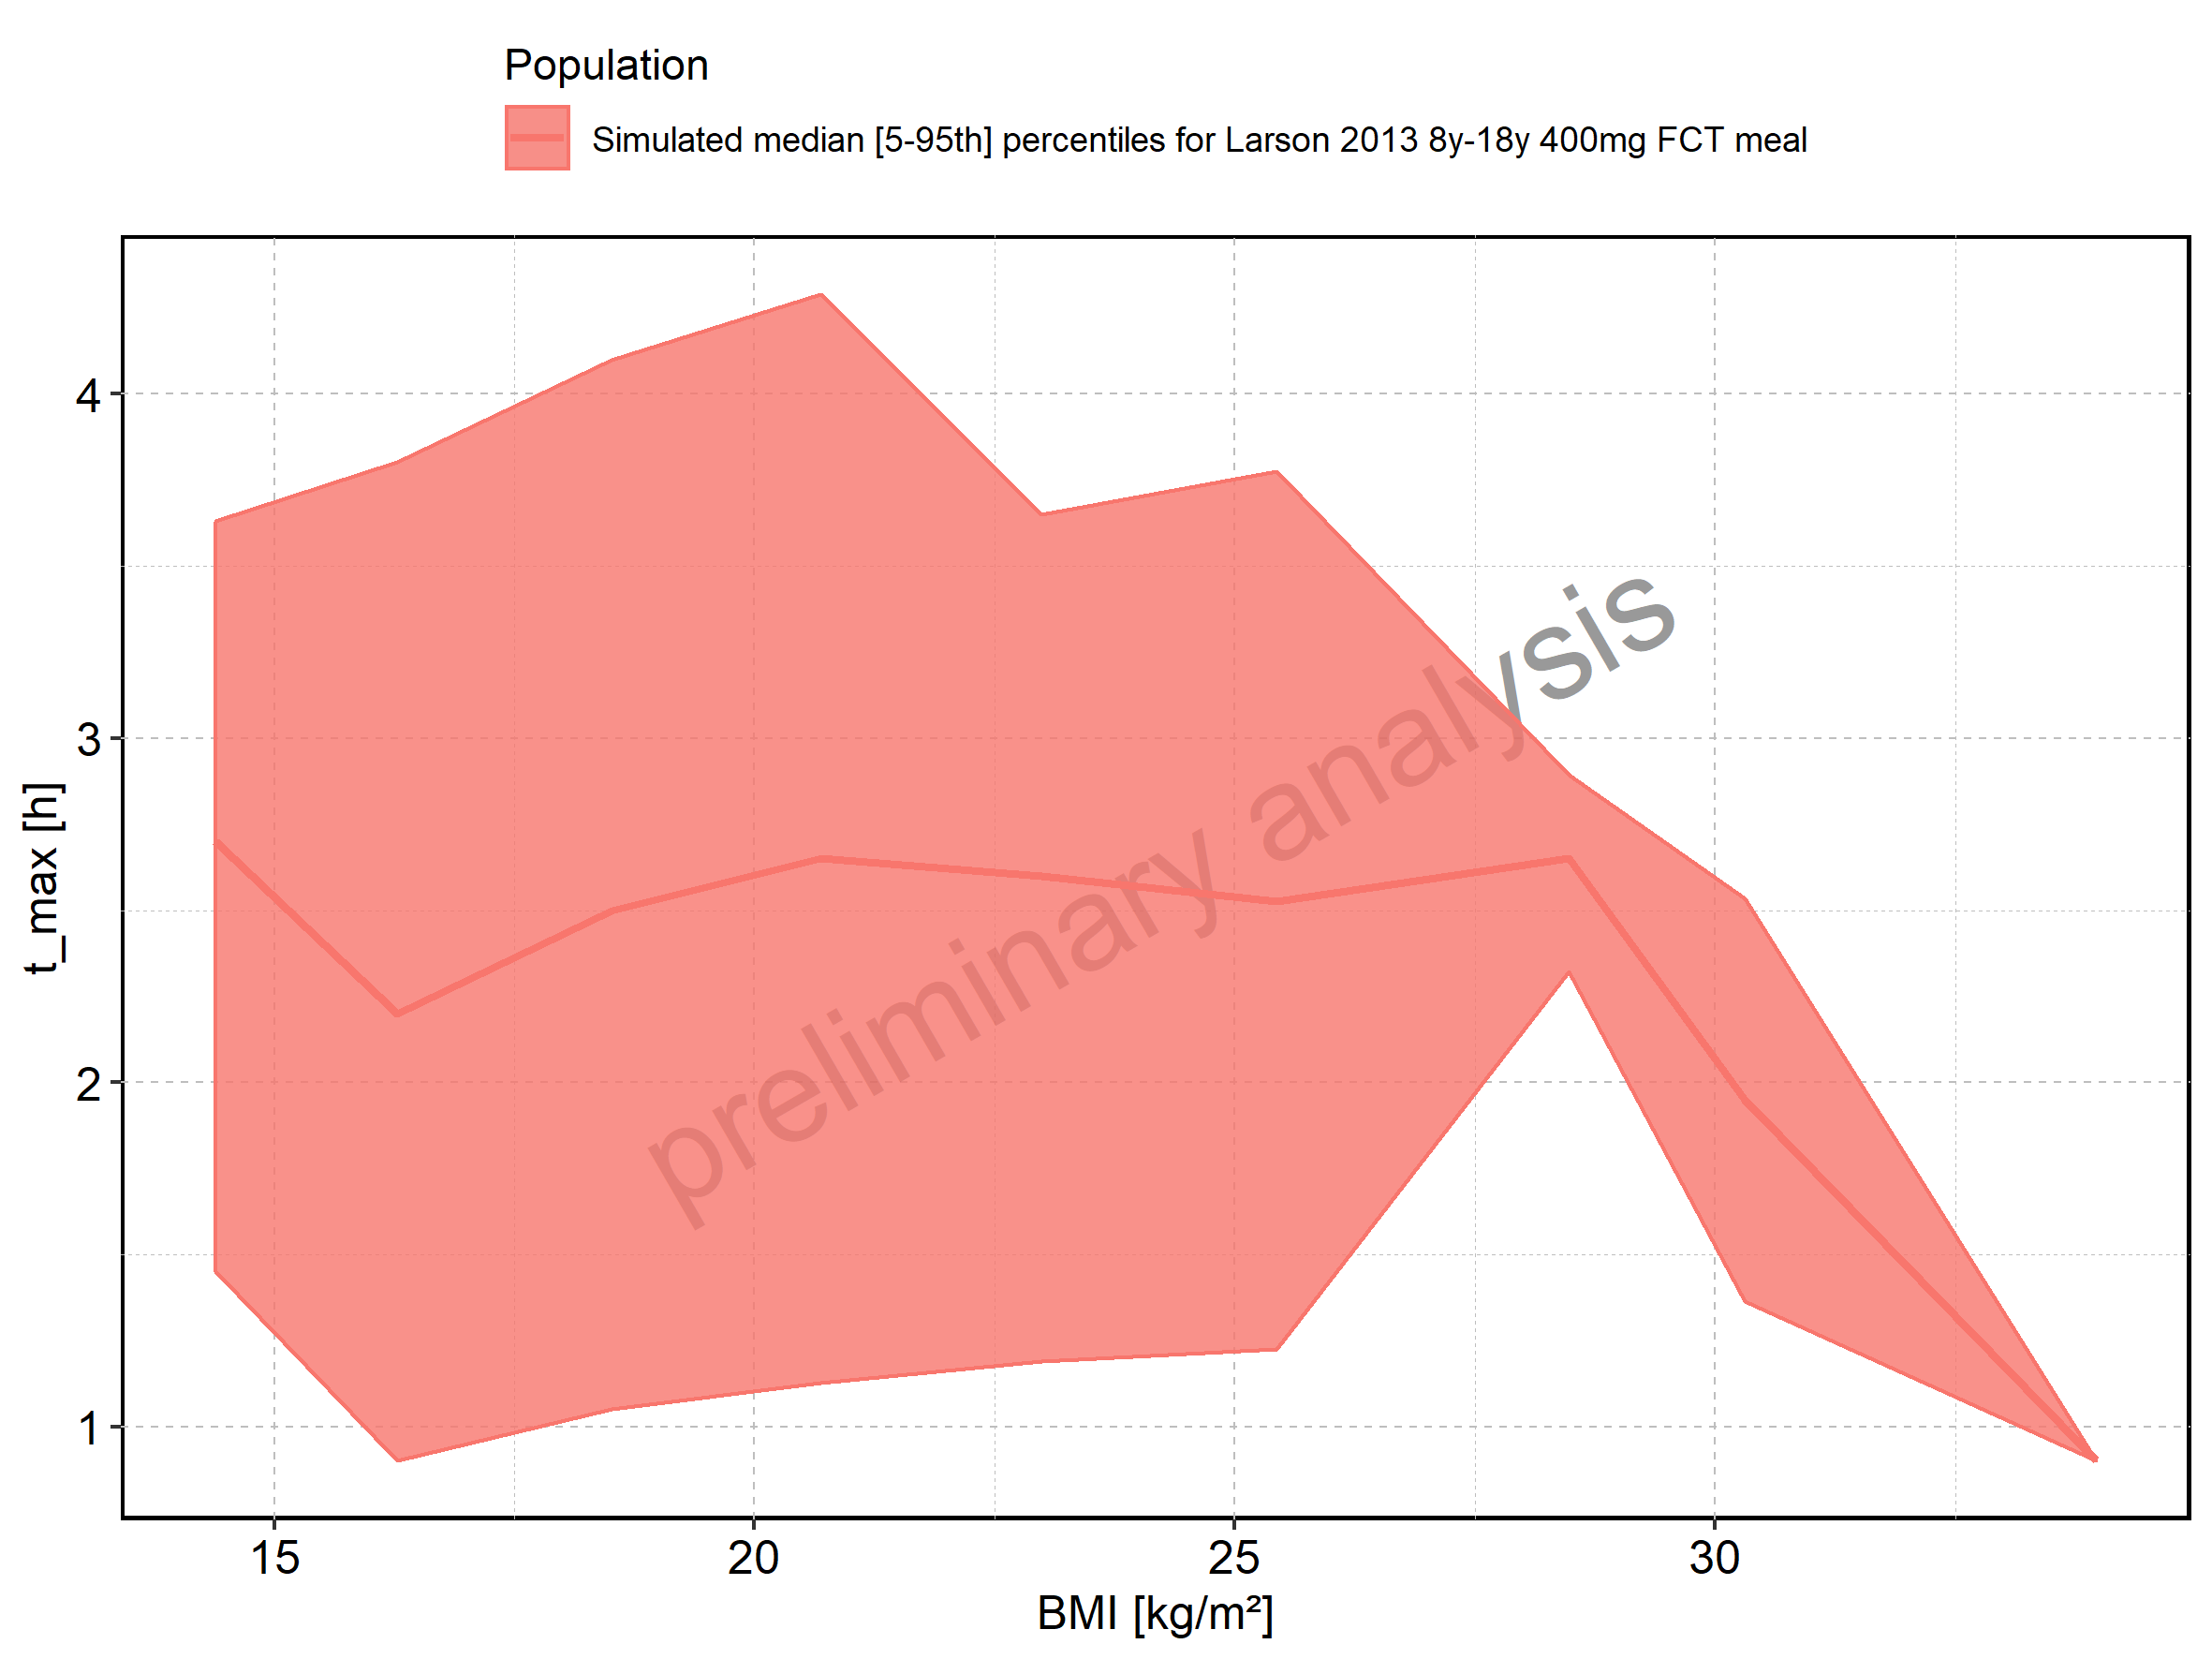 Population
Simulated median [5-95th] percentiles for Larson 2013 8y-18y 400mg FCT meal
4
3
2
1
t_max [h]
preliminary analysis
15 20 25 30
BMI [kg/m²]